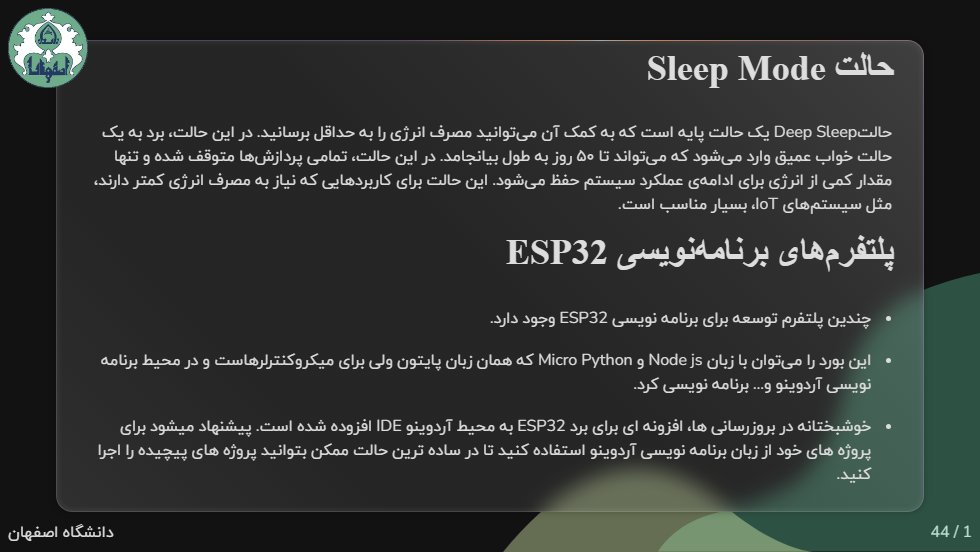 حالت Sleep Mode
حالتDeep Sleep یک حالت پایه است که به کمک آن می‌توانید مصرف انرژی را به حداقل برسانید. در این حالت، برد به یک
حالت خواب عمیق وارد می‌شود که می‌تواند تا ۵۰ روز به طول بیانجامد. در این حالت، تمامی پردازش‌ها متوقف شده و تنها
مقدار کمی از انرژی برای ادامه‌ی عملکرد سیستم حفظ می‌شود. این حالت برای کاربردهایی که نیاز به مصرف انرژی کمتر دارند،
مثل سیستم‌های IoT، بسیار مناسب است.
پلتفرم‌های برنامه‌نویسی ESP32
• چندین پلتفرم توسعه برای برنامه نویسی ESP32 وجود دارد.
• این بورد را می‌توان با زبان Node js و Micro Python که همان زبان پایتون ولی برای میکروکنترلرهاست و در محیط برنامه
نویسی آردوینو و... برنامه نویسی کرد.
• خوشبختانه در بروزرسانی ها، افزونه ای برای برد ESP32 به محیط آردوینو IDE افزوده شده است. پیشنهاد میشود برای
پروژه های خود از زبان برنامه نویسی آردوینو استفاده کنید تا در ساده ترین حالت ممکن بتوانید پروژه های پیچیده را اجرا
کنید.
دانشگاه اصفهان
44 / 1